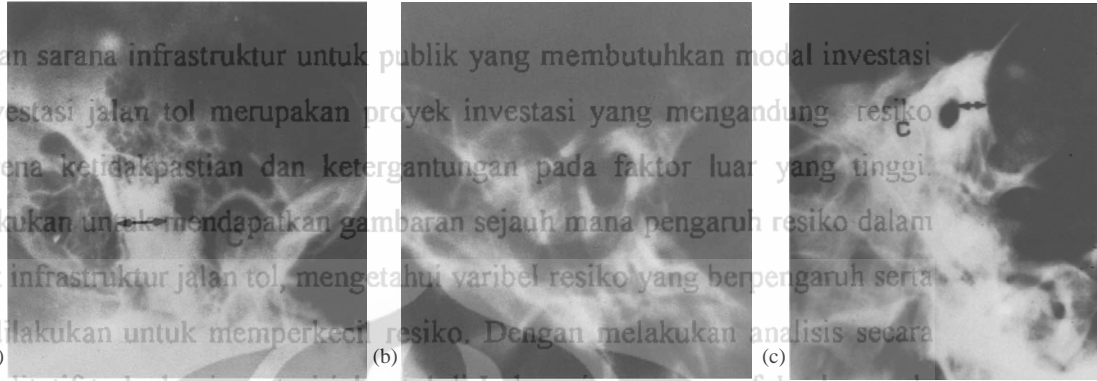 an sarana infrastruktur untuk publik yang membutuhkan modal investasi
vestasi jalan tol merupakan proyek investasi yang mengandung resiko
C
ena ketidakpastian dan ketergantungan pada faktor luar yang tinggi.
kukan untuk mendapatkan gambaran sejauh mana pengaruh resiko dalam
C
infrastruktur jalan tol, mengetahui varibel resiko yang berpengaruh serta
dilakukan untuk memperkecil resiko. Dengan melakukan analisis secara
) (b) (c)